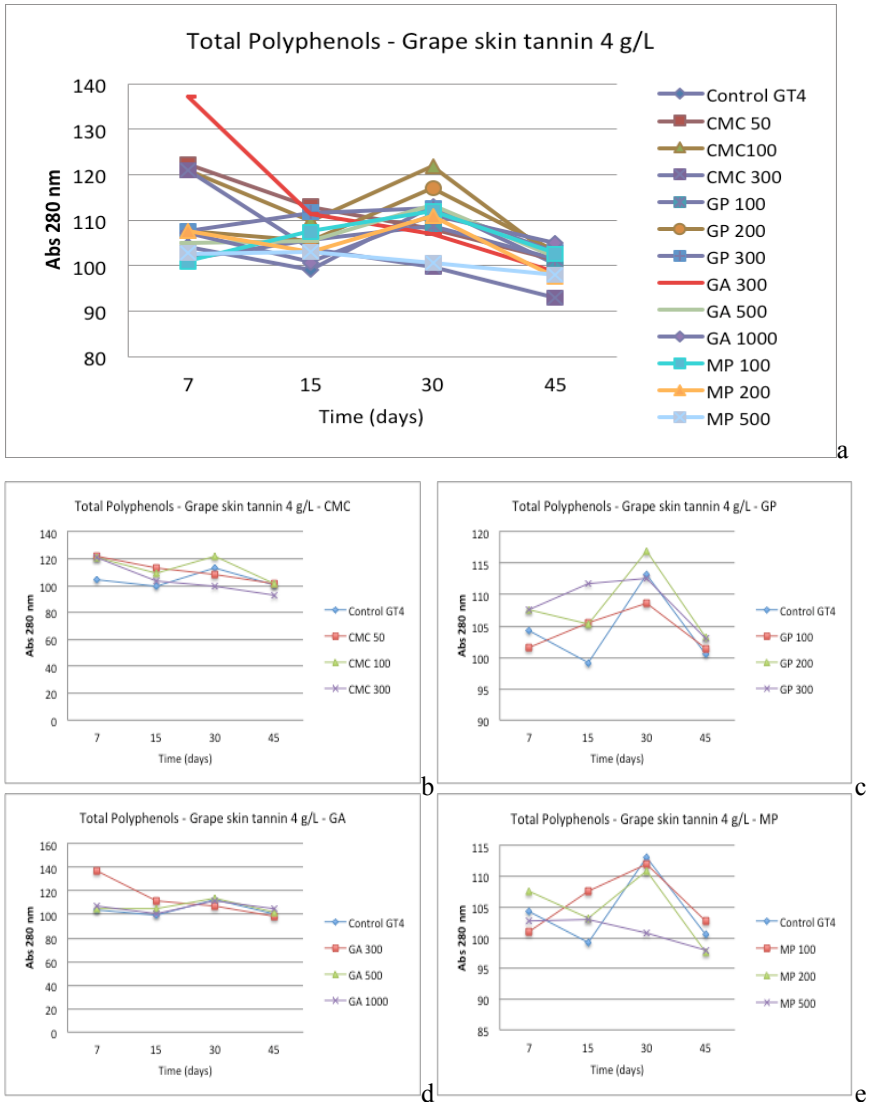 Total Polyphenols - Grape skin tannin 4 g/L
140
130
120
110
100
90
80
Abs 280 nm
7 15 30 45
Time (days)
Control GT4
CMC 50
CMC100
CMC 300
GP 100
GP 200
GP 300
GA 300
GA 500
GA 1000
MP 100
MP 200
MP 500
a
Total Polyphenols - Grape skin tannin 4 g/L - CMC
140
120
100
80
60
40
20
0
Abs 280 nm
7 15 30 45
Time (days)
Control GT4
CMC 50
CMC 100
CMC 300
b
Total Polyphenols - Grape skin tannin 4 g/L - GP
120
115
110
105
100
95
90
Abs 280 nm
7 15 30 45
Time (days)
Control GT4
GP 100
GP 200
GP 300
c
Total Polyphenols - Grape skin tannin 4 g/L - GA
160
140
120
100
80
60
40
20
0
Abs 280 nm
7 15 30 45
Time (days)
Control GT4
GA 300
GA 500
GA 1000
d
Total Polyphenols - Grape skin tannin 4 g/L - MP
115
110
105
100
95
90
85
Abs 280 nm
7 15 30 45
Time (days)
Control GT4
MP 100
MP 200
MP 500
e